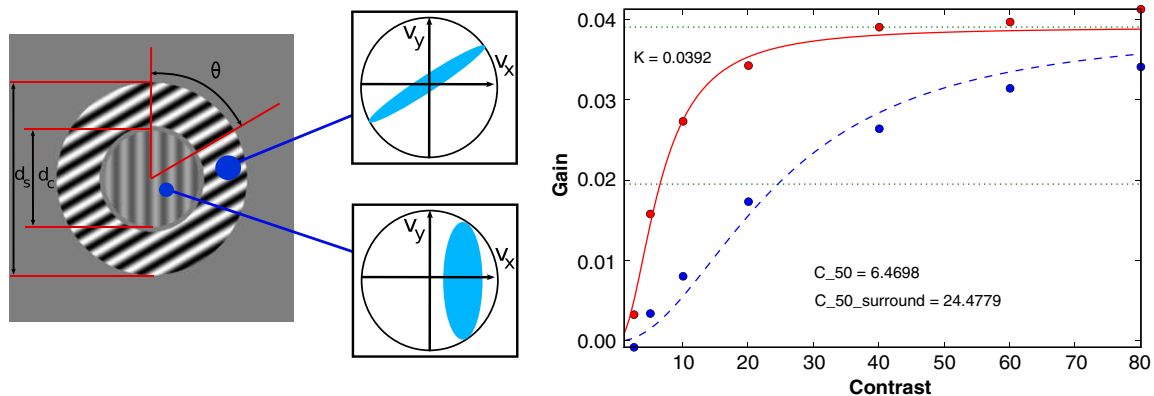 θ
d_s
d_c
V_y
V_x
V_y
V_x
Gain
0.04
0.03
0.02
0.01
0.00
K = 0.0392
C_50 = 6.4698
C_50_surround = 24.4779
10 20 30 40 50 60 70 80
Contrast